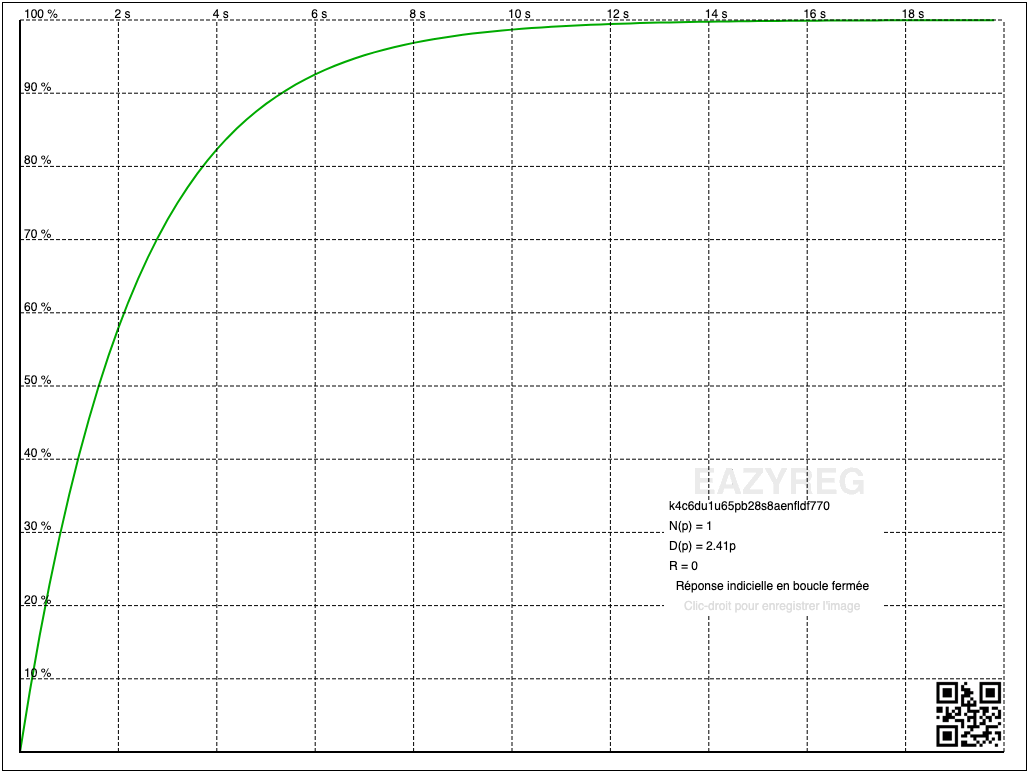 100 % 2 s 4 s 6 s 8 s 10 s 12 s 14 s 16 s 18 s
90 %
80 %
70 %
60 %
50 %
40 %
EAZYREG
k4c6du1u65pb28s8aenfldf770
30 %
N(p) = 1
D(p) = 2.41p
R = 0
Réponse indicielle en boucle fermée
20 %
Clic-droit pour enregistrer l'image
10 %